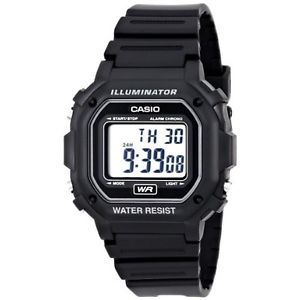 ILLUMINATOR
CASIO
START/STOP ALARM CHRONO
TH 30
24H
9:39 08
MODE LIGHT
WR
WATER RESIST